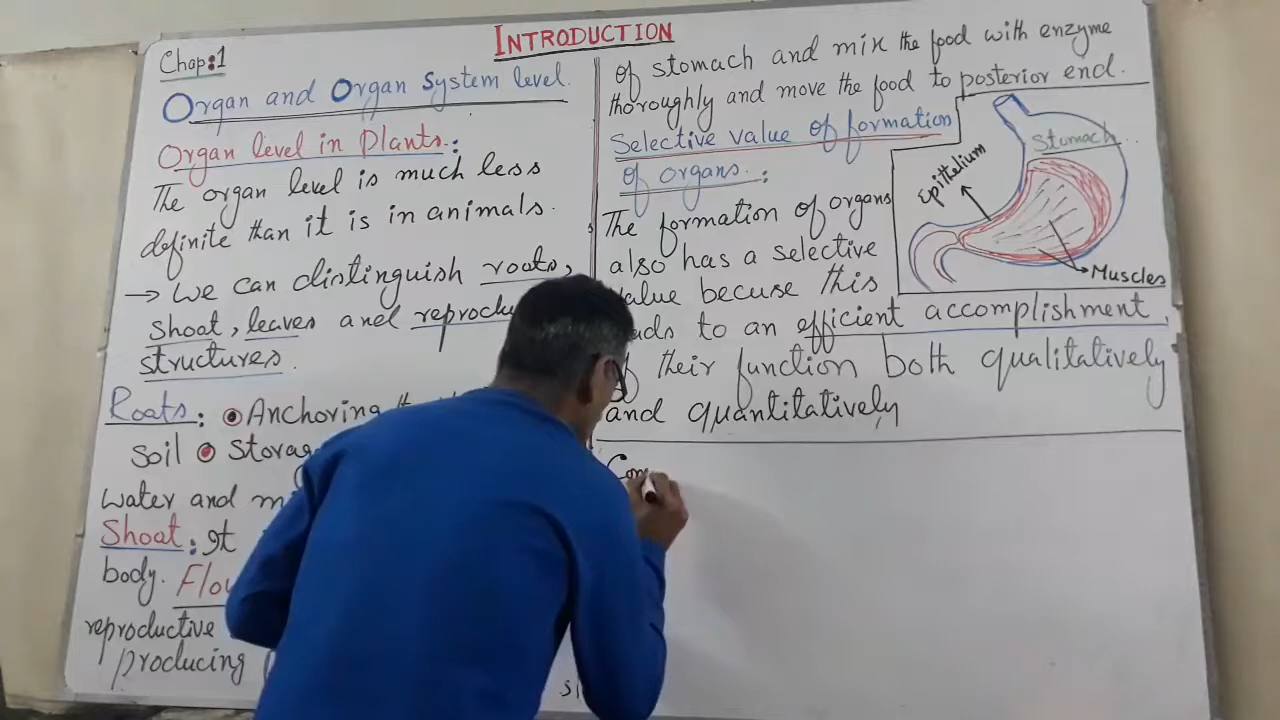 INTRODUCTION
Chap:1
Organ and Organ System level.
Organ level in Plants:
The organ level is much less
definite than it is in animals.
→ We can distinguish roots,
shoot, leaves and
structures.
Roots: Anchoring
soil
water and
Shoot: It
body.
reproductive
producing
of stomach and mix the food with enzyme
thoroughly and move the food to posterior end.
Selective value of formation
of organs:
The formation of organs
also has a selective
value becuse this
to an efficient accomplishment
their function both qualitatively
and quantitatively
Stomach
Epithelium
Muscles